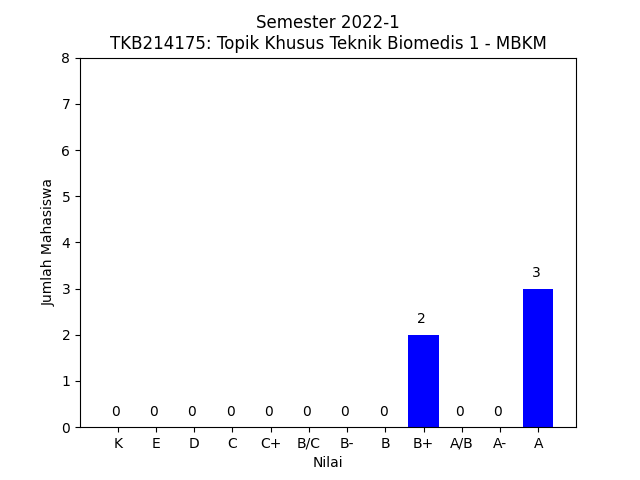 Semester 2022-1
TKB214175: Topik Khusus Teknik Biomedis 1 - MBKM
8
7
6
5
4
3
2
1
0
Jumlah Mahasiswa
0 0 0 0 0 0 0 0 2 0 0 3
K E D C C+ B/C B- B B+ A/B A- A
Nilai